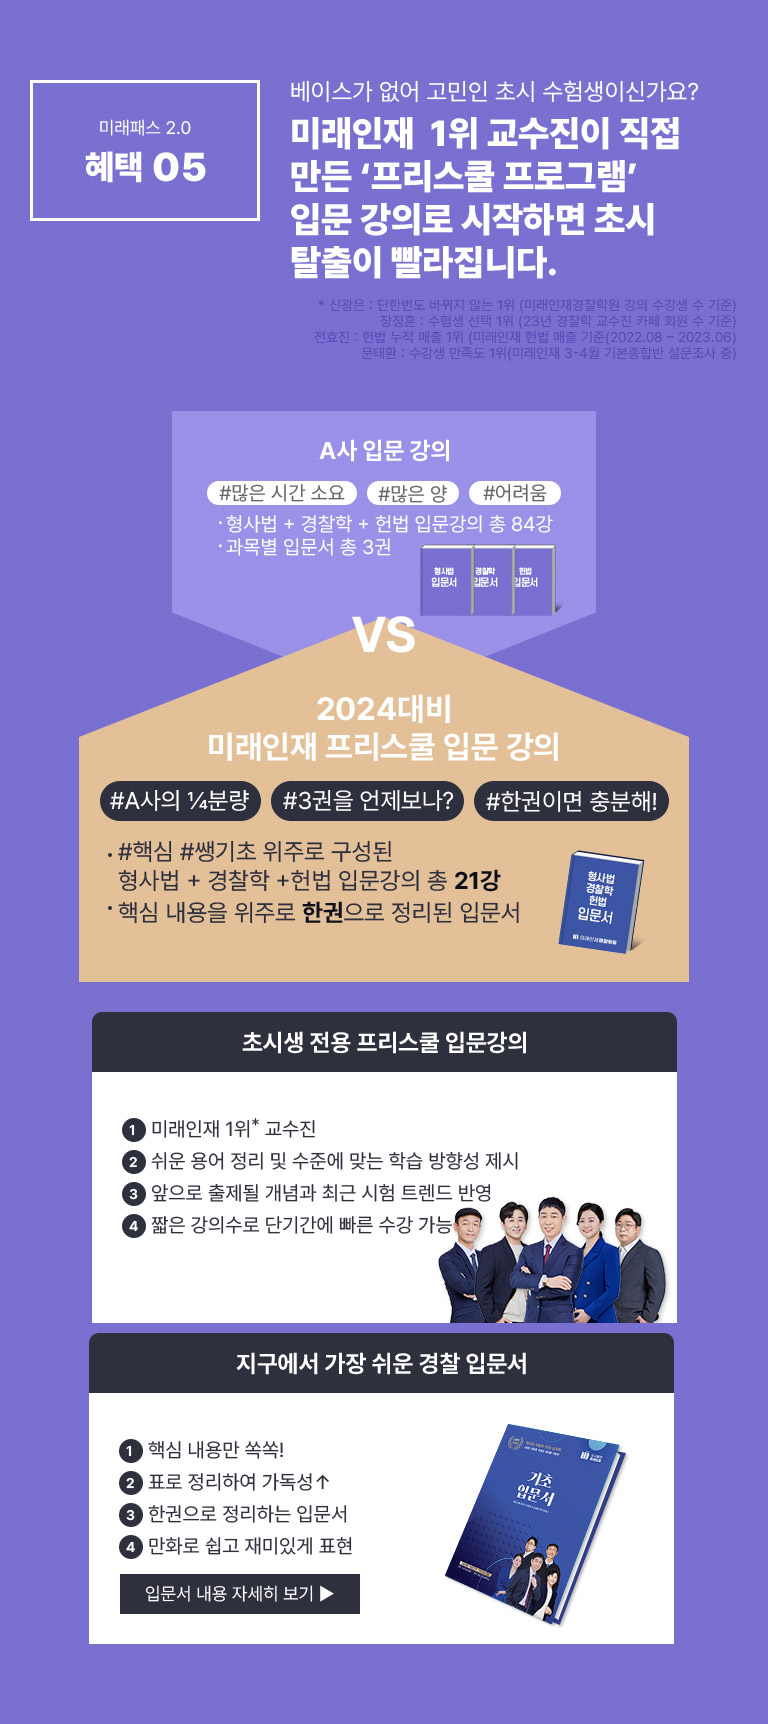 미래패스 2.0
혜택 05
베이스가 없어 고민인 초시 수험생이신가요?
미래인재 1위 교수진이 직접
만든 ‘프리스쿨 프로그램’
입문 강의로 시작하면 초시
탈출이 빨라집니다.
* 신광은 : 단한번도 바뀌지 않는 1위 (미래인재경찰학원 강의 수강생 수 기준)
장정훈 : 수험생 선택 1위 (23년 경찰학 교수진 카페 회원 수 기준)
전효진 : 헌법 누적 매출 1위 (미래인재 헌법 매출 기준(2022.08 – 2023.06)
문태환 : 수강생 만족도 1위(미래인재 3-4월 기본종합반 설문조사 중)
A사 입문 강의
#많은 시간 소요 #많은 양 #어려움
· 형사법 + 경찰학 + 헌법 입문강의 총 84강
· 과목별 입문서 총 3권
형사법 입문서
경찰학 입문서
헌법 입문서
VS
2024대비
미래인재 프리스쿨 입문 강의
#A사의 ¼분량 #3권을 언제보나? #한권이면 충분해!
· #핵심 #쌩기초 위주로 구성된
형사법 + 경찰학 +헌법 입문강의 총 21강
· 핵심 내용을 위주로 한권으로 정리된 입문서
형사법
경찰학
헌법
입문서
미래인재경찰학원
초시생 전용 프리스쿨 입문강의
1 미래인재 1위* 교수진
2 쉬운 용어 정리 및 수준에 맞는 학습 방향성 제시
3 앞으로 출제될 개념과 최근 시험 트렌드 반영
4 짧은 강의수로 단기간에 빠른 수강 가능
지구에서 가장 쉬운 경찰 입문서
1 핵심 내용만 쏙쏙!
2 표로 정리하여 가독성↑
3 한권으로 정리하는 입문서
4 만화로 쉽고 재미있게 표현
기초
입문서
입문서 내용 자세히 보기 ▶